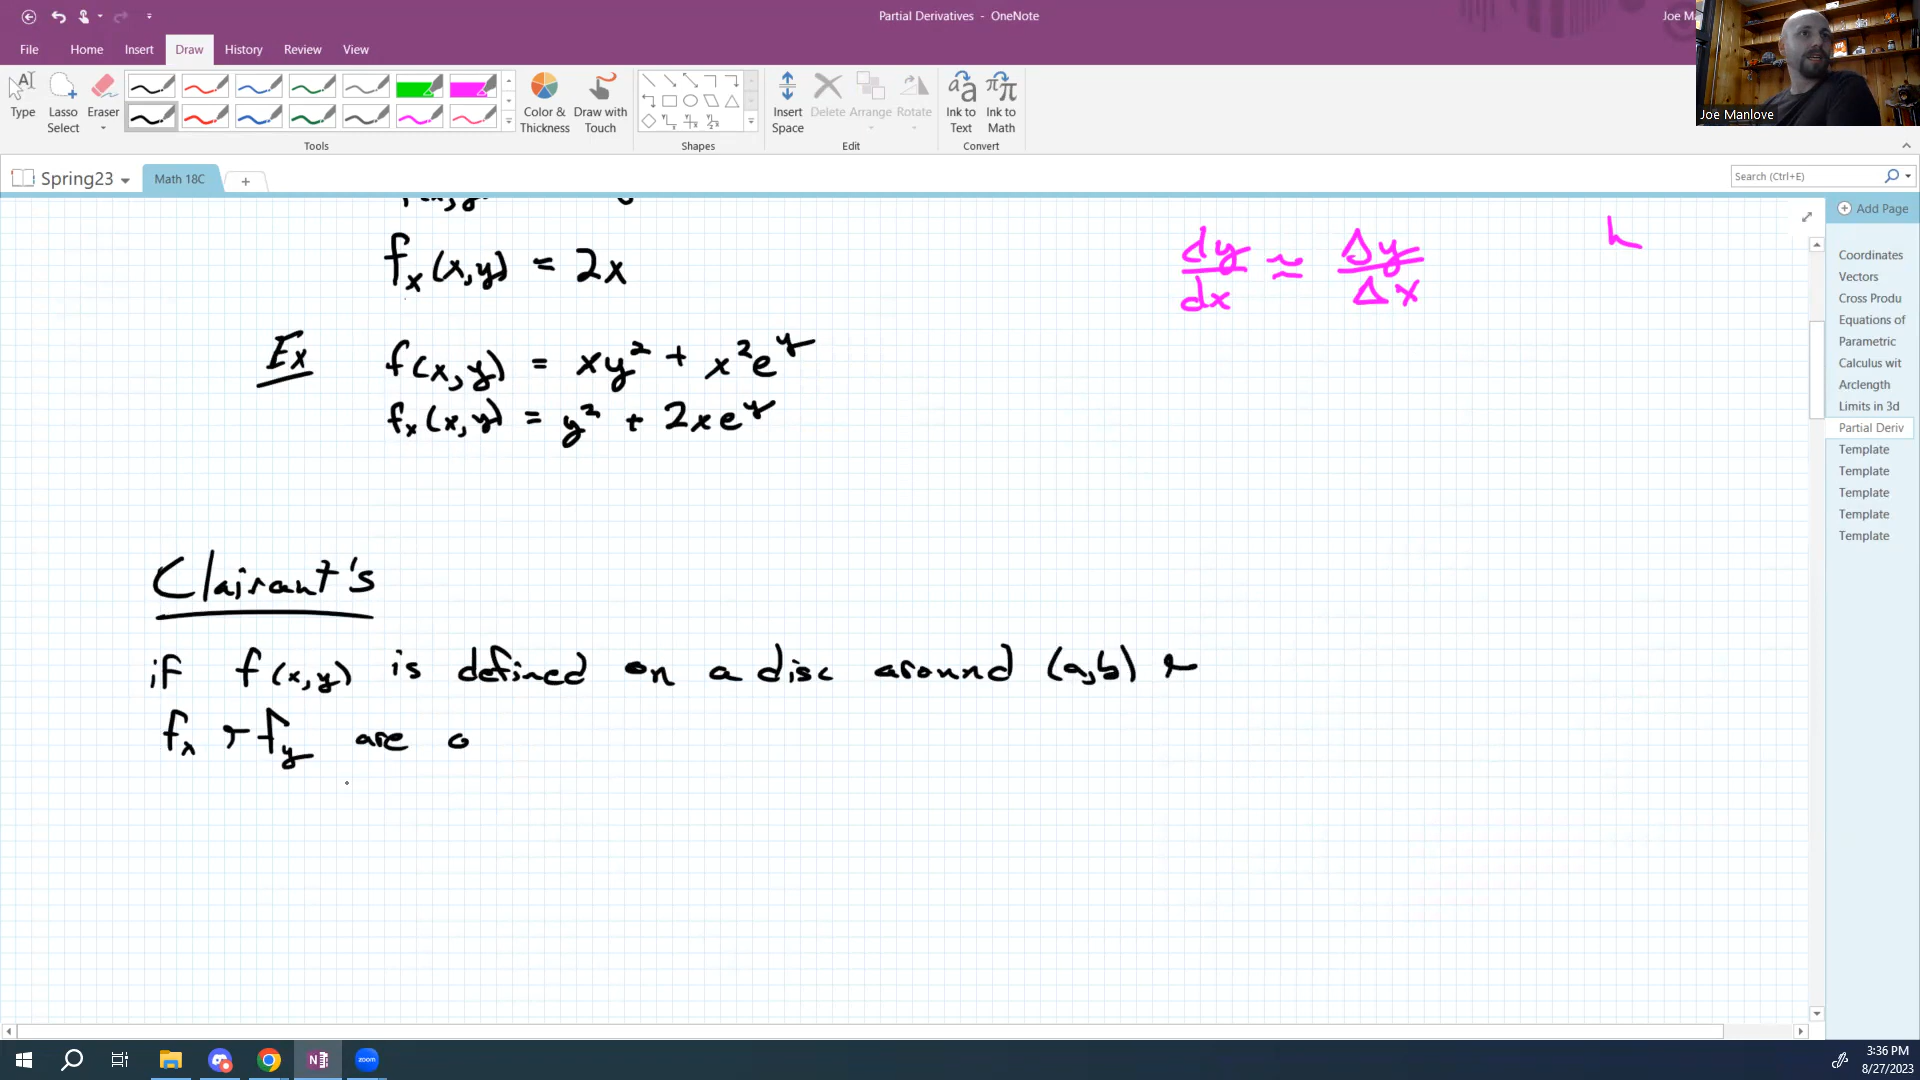 Partial Derivatives - OneNote
Joe Ma
File Home Insert Draw History Review View
Type
Lasso Select
Eraser
Color & Thickness
Draw with Touch
Insert Space
Delete
Arrange
Rotate
Ink to Text
Ink to Math
Tools
Shapes
Edit
Convert
Joe Manlove
Spring23
Math 18C
Search (Ctrl+E)
Add Page
Coordinates
Vectors
Cross Produ
Equations of
Parametric
Calculus wit
Arclength
Limits in 3d
Partial Deriv
Template
Template
Template
Template
Template
fₓ(x,y) = 2x
dy/dx ≈ Δy/Δx
h
Ex f(x,y) = xy² + x²e^y
fₓ(x,y) = y² + 2xe^y
Clairaut's
if f(x,y) is defined on a disc around (a,b) +
fₓ + f_y are c
zoom
3:36 PM
8/27/2023